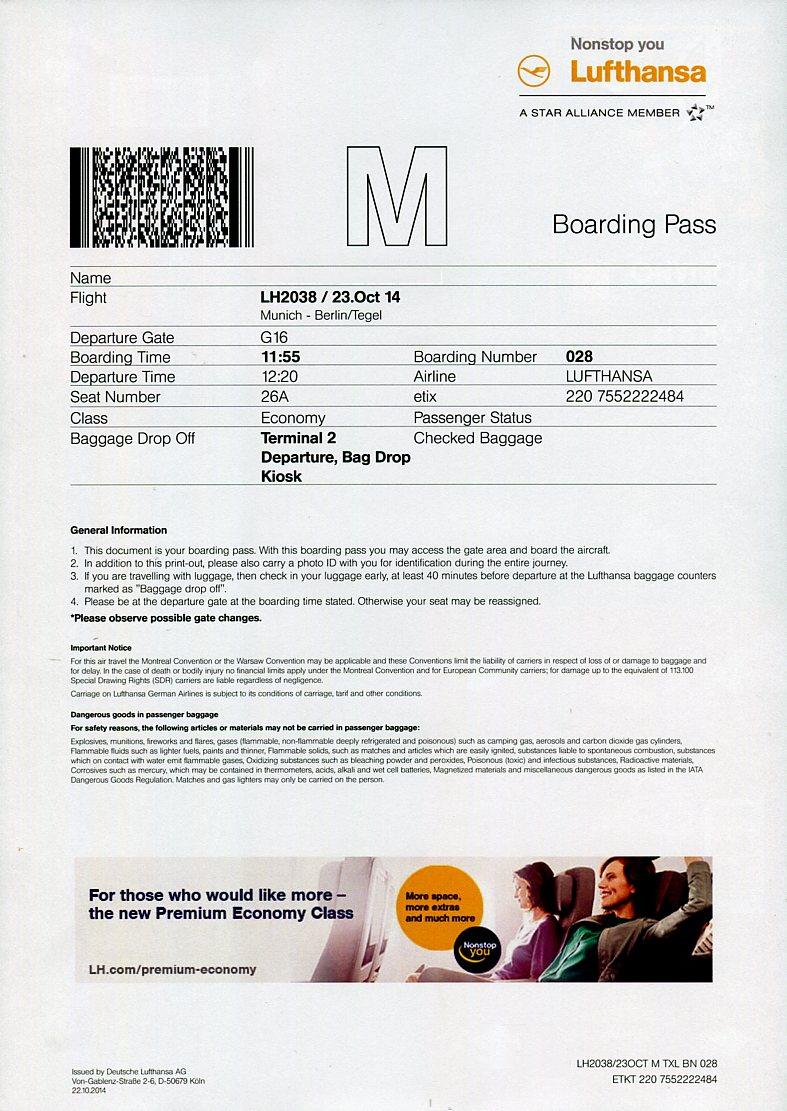 Nonstop you
Lufthansa
A STAR ALLIANCE MEMBER ™
M
Boarding Pass
Name
Flight LH2038 / 23.Oct 14
Munich - Berlin/Tegel
Departure Gate G16
Boarding Time 11:55 Boarding Number 028
Departure Time 12:20 Airline LUFTHANSA
Seat Number 26A etix 220 7552222484
Class Economy Passenger Status
Baggage Drop Off Terminal 2 Checked Baggage
Departure, Bag Drop
Kiosk
General Information
1. This document is your boarding pass. With this boarding pass you may access the gate area and board the aircraft.
2. In addition to this print-out, please also carry a photo ID with you for identification during the entire journey.
3. If you are travelling with luggage, then check in your luggage early, at least 40 minutes before departure at the Lufthansa baggage counters
marked as "Baggage drop off".
4. Please be at the departure gate at the boarding time stated. Otherwise your seat may be reassigned.
*Please observe possible gate changes.
Important Notice
For this air travel the Montreal Convention or the Warsaw Convention may be applicable and these Conventions limit the liability of carriers in respect of loss of or damage to baggage and
for delay. In the case of death or bodily injury no financial limits apply under the Montreal Convention and for European Community carriers; for damage up to the equivalent of 113.100
Special Drawing Rights (SDR) carriers are liable regardless of negligence.
Carriage on Lufthansa German Airlines is subject to its conditions of carriage, tarif and other conditions.
Dangerous goods in passenger baggage
For safety reasons, the following articles or materials may not be carried in passenger baggage:
Explosives, munitions, fireworks and flares, gases (flammable, non-flammable deeply refrigerated and poisonous) such as camping gas, aerosols and carbon dioxide gas cylinders,
Flammable fluids such as lighter fuels, paints and thinner, Flammable solids, such as matches and articles which are easily ignited, substances liable to spontaneous combustion, substances
which on contact with water emit flammable gases, Oxidizing substances such as bleaching powder and peroxides, Poisonous (toxic) and infectious substances, Radioactive materials,
Corrosives such as mercury, which may be contained in thermometers, acids, alkali and wet cell batteries, Magnetized materials and miscellaneous dangerous goods as listed in the IATA
Dangerous Goods Regulation. Matches and gas lighters may only be carried on the person.
For those who would like more –
the new Premium Economy Class
LH.com/premium-economy
More space,
more extras
and much more
Nonstop
you
Issued by Deutsche Lufthansa AG
Von-Gablenz-Straße 2-6, D-50679 Köln
22.10.2014
LH2038/23OCT M TXL BN 028
ETKT 220 7552222484